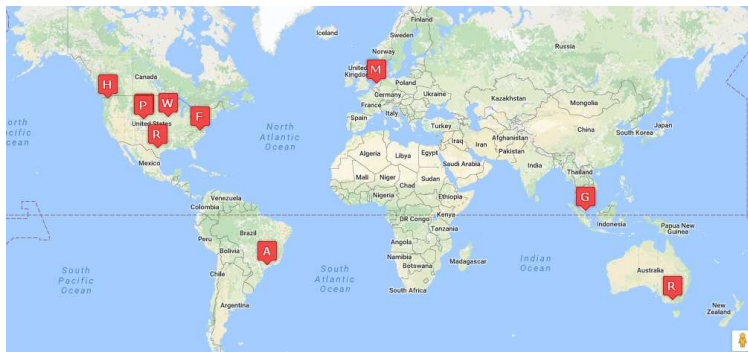 Finland
Iceland
Sweden
Russia
Norway
M
United
Kingdom
Canada
H
Poland
P
W
Germany
Ukraine
Kazakhstan
France
Mongolia
F
Italy
United States
Spain
North
Atlantic
Ocean
orth
cific
cean
R
Turkey
Japan
China
South Korea
Afghanistan
Iraq
Iran
Pakistan
Algeria
Libya
Egypt
Mexico
Saudi Arabia
India
Thailand
Mali
Niger
Sudan
Chad
Venezuela
Nigeria
Ethiopia
G
Colombia
Kenya
DR Congo
Indonesia
Papua New
Guinea
Tanzania
Brazil
Peru
Angola
Bolivia
A
Namibia
Madagascar
Botswana
Indian
Ocean
South
Pacific
Ocean
South
Atlantic
Ocean
Chile
Australia
R
South Africa
Argentina
New
Zealand